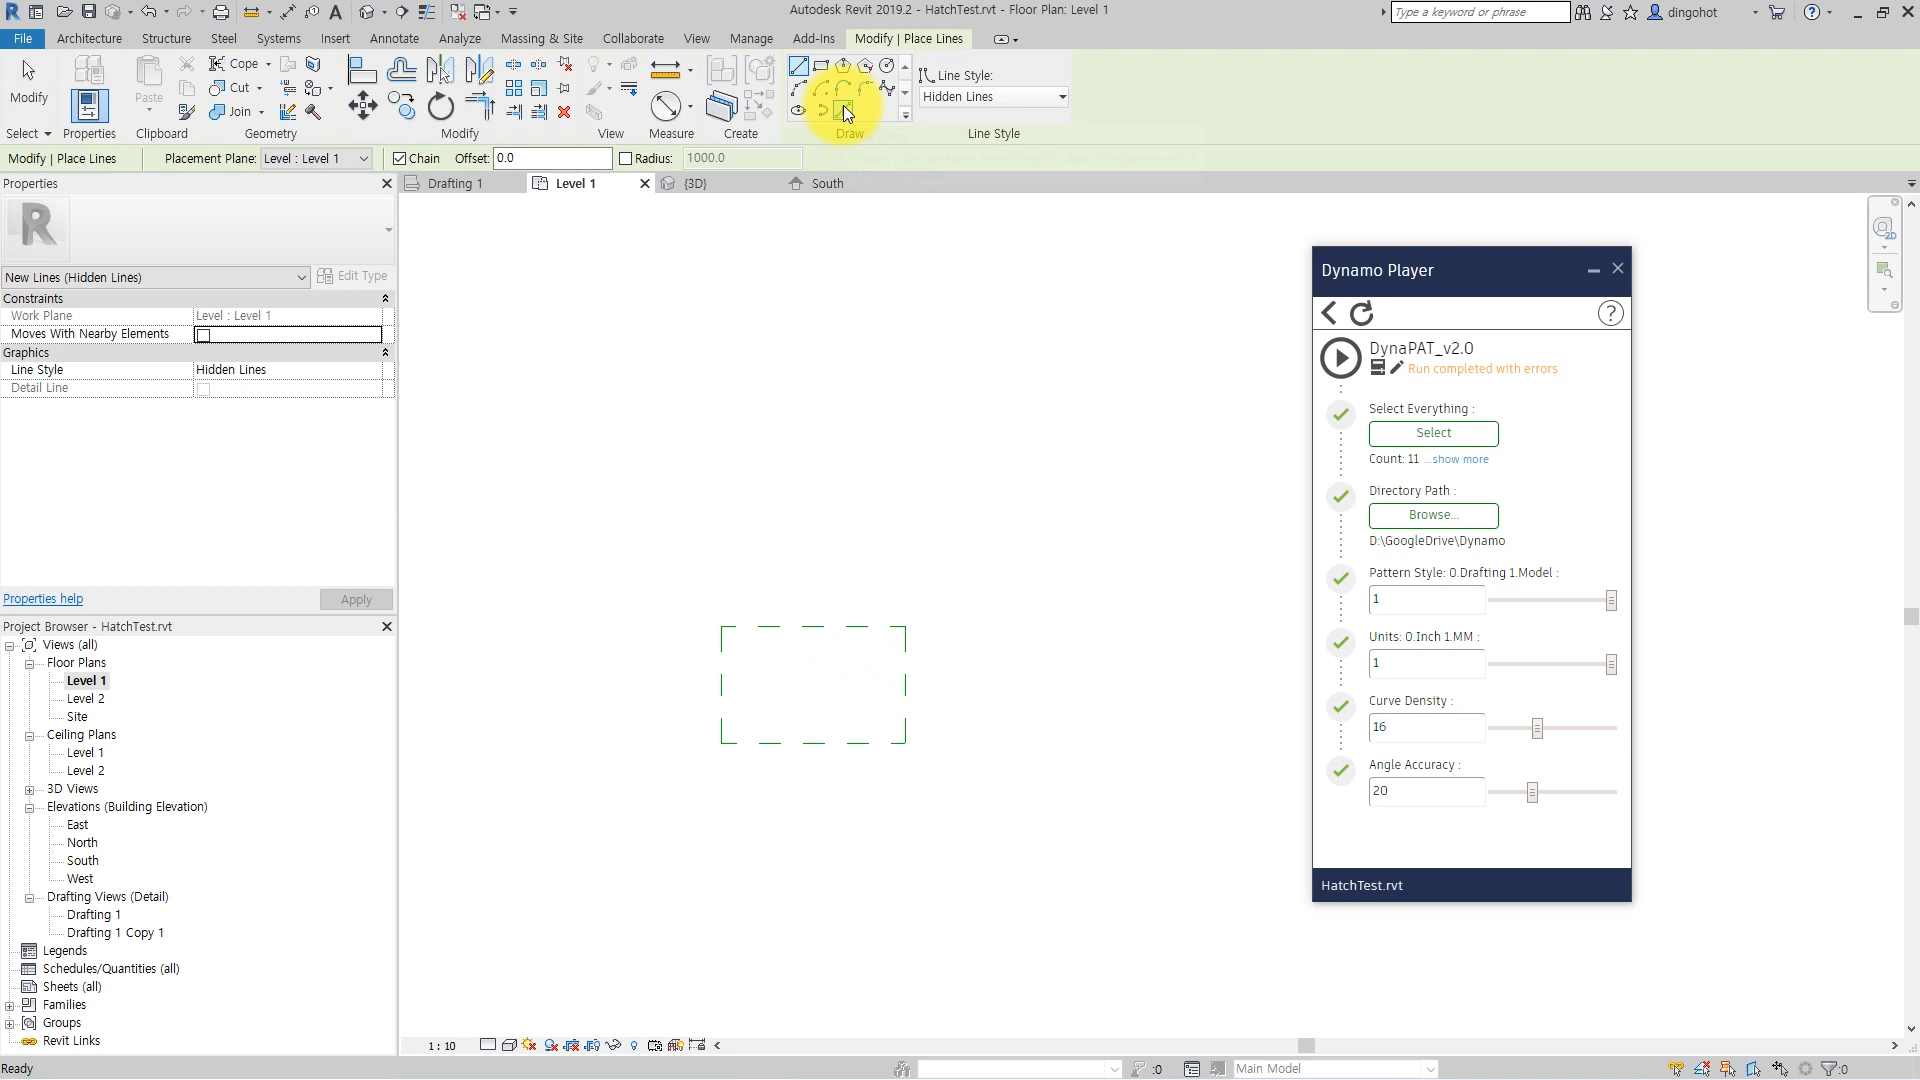 Autodesk Revit 2019.2 - HatchTest.rvt - Floor Plan: Level 1
Type a keyword or phrase
dingohot
File Architecture Structure Steel Systems Insert Annotate Analyze Massing & Site Collaborate View Manage Add-Ins Modify | Place Lines
Modify
Paste
Cope
Cut
Join
Line Style:
Hidden Lines
Select Properties Clipboard Geometry Modify View Measure Create Draw Line Style
Modify | Place Lines Placement Plane: Level : Level 1 Chain Offset: 0.0 Radius: 1000.0
Properties
Drafting 1 Level 1 {3D} South
New Lines (Hidden Lines) Edit Type
Constraints
Work Plane Level : Level 1
Moves With Nearby Elements
Graphics
Line Style Hidden Lines
Detail Line
Properties help Apply
Project Browser - HatchTest.rvt
Views (all)
Floor Plans
Level 1
Level 2
Site
Ceiling Plans
Level 1
Level 2
3D Views
Elevations (Building Elevation)
East
North
South
West
Drafting Views (Detail)
Drafting 1
Drafting 1 Copy 1
Legends
Schedules/Quantities (all)
Sheets (all)
Families
Groups
Revit Links
2D
Dynamo Player
DynaPAT_v2.0
Run completed with errors
Select Everything :
Select
Count: 11 ...show more
Directory Path :
Browse...
D:\GoogleDrive\Dynamo
Pattern Style: 0.Drafting 1.Model :
1
Units: 0.Inch 1.MM :
1
Curve Density :
16
Angle Accuracy :
20
HatchTest.rvt
1 : 10
Ready
:0
Main Model
:0